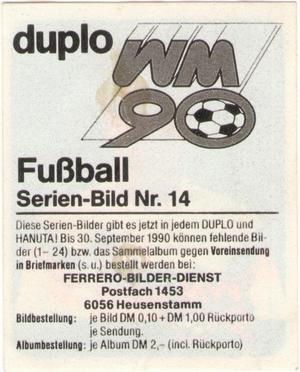 duplo
WM
90
Fußball
Serien-Bild Nr. 14
Diese Serien-Bilder gibt es jetzt in jedem DUPLO und
HANUTA! Bis 30. September 1990 können fehlende Bil-
der (1–24) bzw. das Sammelalbum gegen Voreinsendung
in Briefmarken (s. u.) bestellt werden bei:
FERRERO-BILDER-DIENST
Postfach 1453
6056 Heusenstamm
Bildbestellung: je Bild DM 0,10 + DM 1,00 Rückporto
je Sendung.
Albumbestellung: je Album DM 2,– (incl. Rückporto)